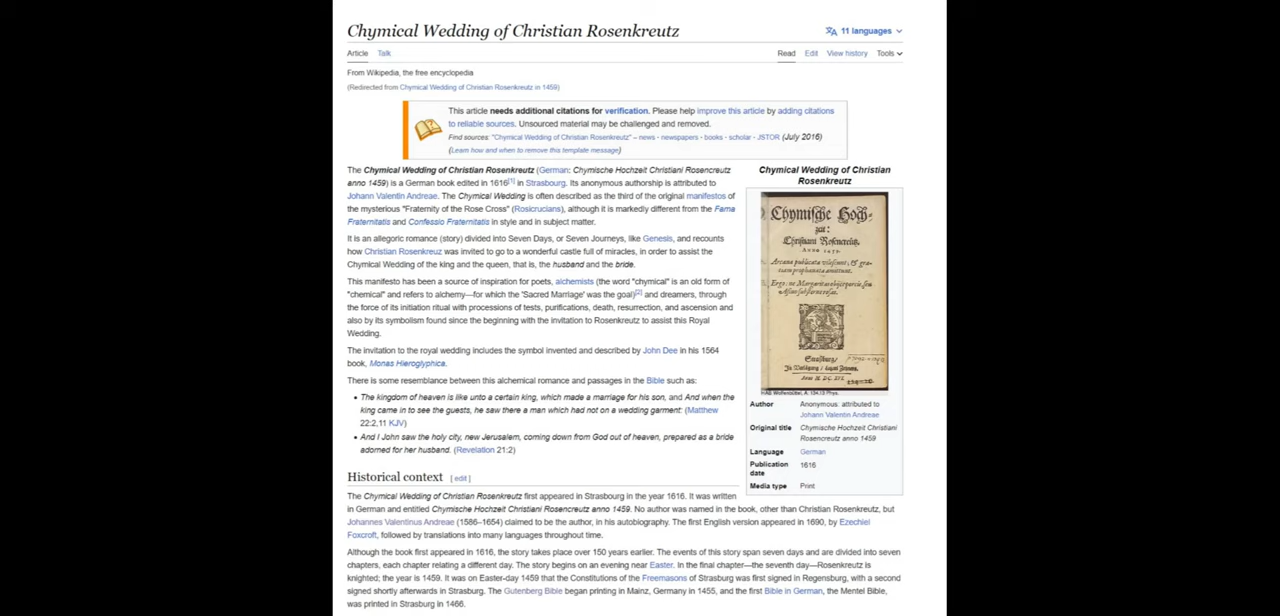 Chymical Wedding of Christian Rosenkreutz
11 languages
Article Talk
Read Edit View history Tools
From Wikipedia, the free encyclopedia
(Redirected from Chymical Wedding of Christian Rosenkreutz in 1459)
This article needs additional citations for verification. Please help improve this article by adding citations
to reliable sources. Unsourced material may be challenged and removed.
Find sources: "Chymical Wedding of Christian Rosenkreutz" – news · newspapers · books · scholar · JSTOR (July 2016)
(Learn how and when to remove this template message)
The Chymical Wedding of Christian Rosenkreutz (German: Chymische Hochzeit Christiani Rosencreutz
anno 1459) is a German book edited in 1616[1] in Strasbourg. Its anonymous authorship is attributed to
Johann Valentin Andreae. The Chymical Wedding is often described as the third of the original manifestos of
the mysterious "Fraternity of the Rose Cross" (Rosicrucians), although it is markedly different from the Fama
Fraternitatis and Confessio Fraternitatis in style and in subject matter.
It is an allegoric romance (story) divided into Seven Days, or Seven Journeys, like Genesis, and recounts
how Christian Rosenkreuz was invited to go to a wonderful castle full of miracles, in order to assist the
Chymical Wedding of the king and the queen, that is, the husband and the bride.
This manifesto has been a source of inspiration for poets, alchemists (the word "chymical" is an old form of
"chemical" and refers to alchemy—for which the 'Sacred Marriage' was the goal)[2] and dreamers, through
the force of its initiation ritual with processions of tests, purifications, death, resurrection, and ascension and
also by its symbolism found since the beginning with the invitation to Rosenkreutz to assist this Royal
Wedding.
The invitation to the royal wedding includes the symbol invented and described by John Dee in his 1564
book, Monas Hieroglyphica.
There is some resemblance between this alchemical romance and passages in the Bible such as:
• The kingdom of heaven is like unto a certain king, which made a marriage for his son, and And when the
king came in to see the guests, he saw there a man which had not on a wedding garment: (Matthew
22:2,11 KJV)
• And I John saw the holy city, new Jerusalem, coming down from God out of heaven, prepared as a bride
adorned for her husband. (Revelation 21:2)
Chymical Wedding of Christian
Rosenkreutz
Chymische Hoch-
zeit:
Christiani Rosencreütz
Anno 1459.
Arcana publicata vilescunt; & gra-
tiam prophanata amittunt.
Ergo: ne Margaritas obijce porcis, seu
Asino substerne rosas.
Straßburg
Author Anonymous: attributed to
Johann Valentin Andreae
Original title Chymische Hochzeit Christiani
Rosencreutz anno 1459
Language German
Publication
date 1616
Media type Print
Historical context [ edit ]
The Chymical Wedding of Christian Rosenkreutz first appeared in Strasbourg in the year 1616. It was written
in German and entitled Chymische Hochzeit Christiani Rosencreutz anno 1459. No author was named in the book, other than Christian Rosenkreutz, but
Johannes Valentinus Andreae (1586–1654) claimed to be the author, in his autobiography. The first English version appeared in 1690, by Ezechiel
Foxcroft, followed by translations into many languages throughout time.
Although the book first appeared in 1616, the story takes place over 150 years earlier. The events of this story span seven days and are divided into seven
chapters, each chapter relating a different day. The story begins on an evening near Easter. In the final chapter—the seventh day—Rosenkreutz is
knighted; the year is 1459. It was on Easter-day 1459 that the Constitutions of the Freemasons of Strasburg was first signed in Regensburg, with a second
signed shortly afterwards in Strasburg. The Gutenberg Bible began printing in Mainz, Germany in 1455, and the first Bible in German, the Mentel Bible,
was printed in Strasburg in 1466.